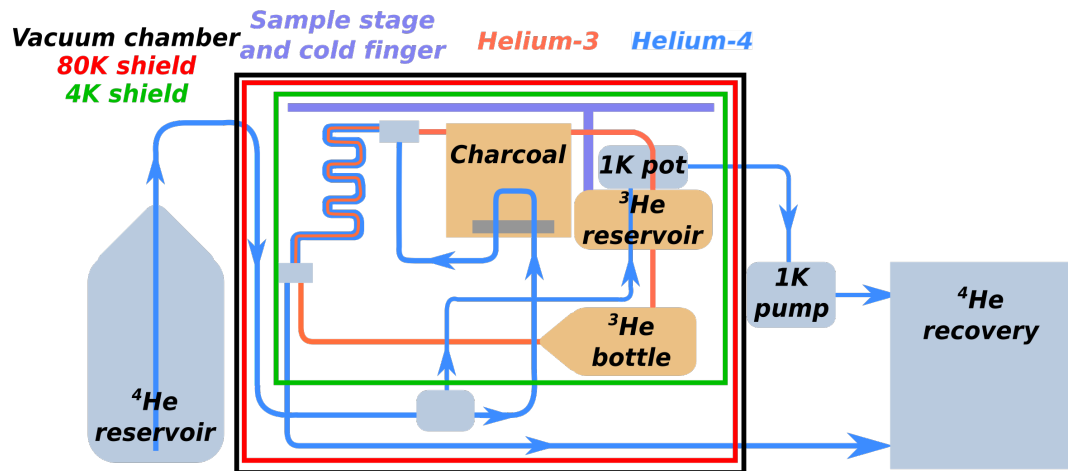 Vacuum chamber
80K shield
4K shield
Sample stage
and cold finger
Helium-3
Helium-4
Charcoal
1K pot
³He
reservoir
³He
bottle
1K
pump
⁴He
recovery
⁴He
reservoir